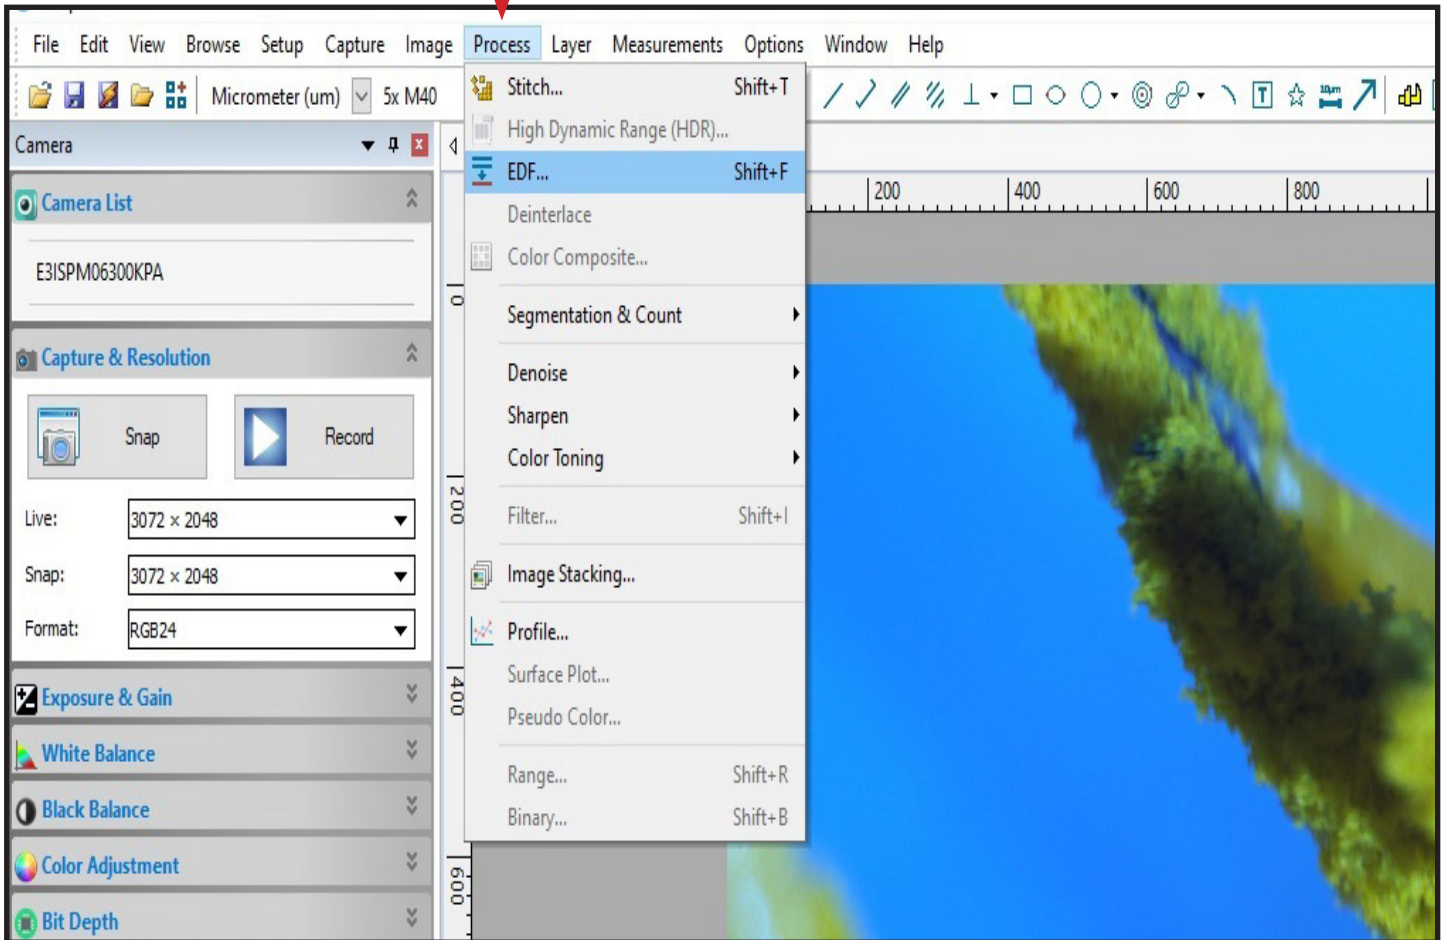 File Edit View Browse Setup Capture Image Process Layer Measurements Options Window Help
Micrometer (um) 5x M40
Camera
Camera List
E3ISPM06300KPA
Capture & Resolution
Snap Record
Live: 3072 × 2048
Snap: 3072 × 2048
Format: RGB24
Exposure & Gain
White Balance
Black Balance
Color Adjustment
Bit Depth
Stitch... Shift+T
High Dynamic Range (HDR)...
EDF... Shift+F
Deinterlace
Color Composite...
Segmentation & Count
Denoise
Sharpen
Color Toning
Filter... Shift+I
Image Stacking...
Profile...
Surface Plot...
Pseudo Color...
Range... Shift+R
Binary... Shift+B
200 400 600 800
0
200
400
600